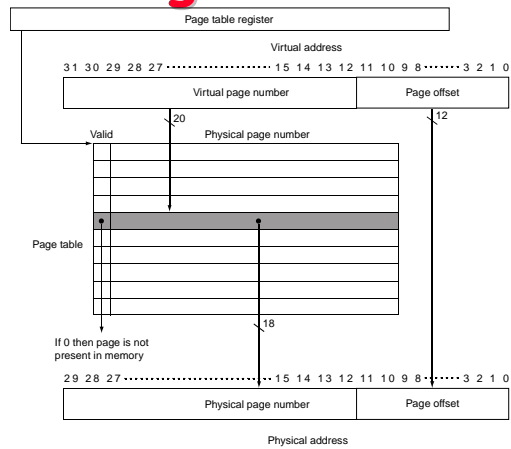 Page table register
Virtual address
31 30 29 28 27 15 14 13 12 11 10 9 8 3 2 1 0
Virtual page number Page offset
20 12
Valid Physical page number
Page table
18
If 0 then page is not
present in memory
29 28 27 15 14 13 12 11 10 9 8 3 2 1 0
Physical page number Page offset
Physical address